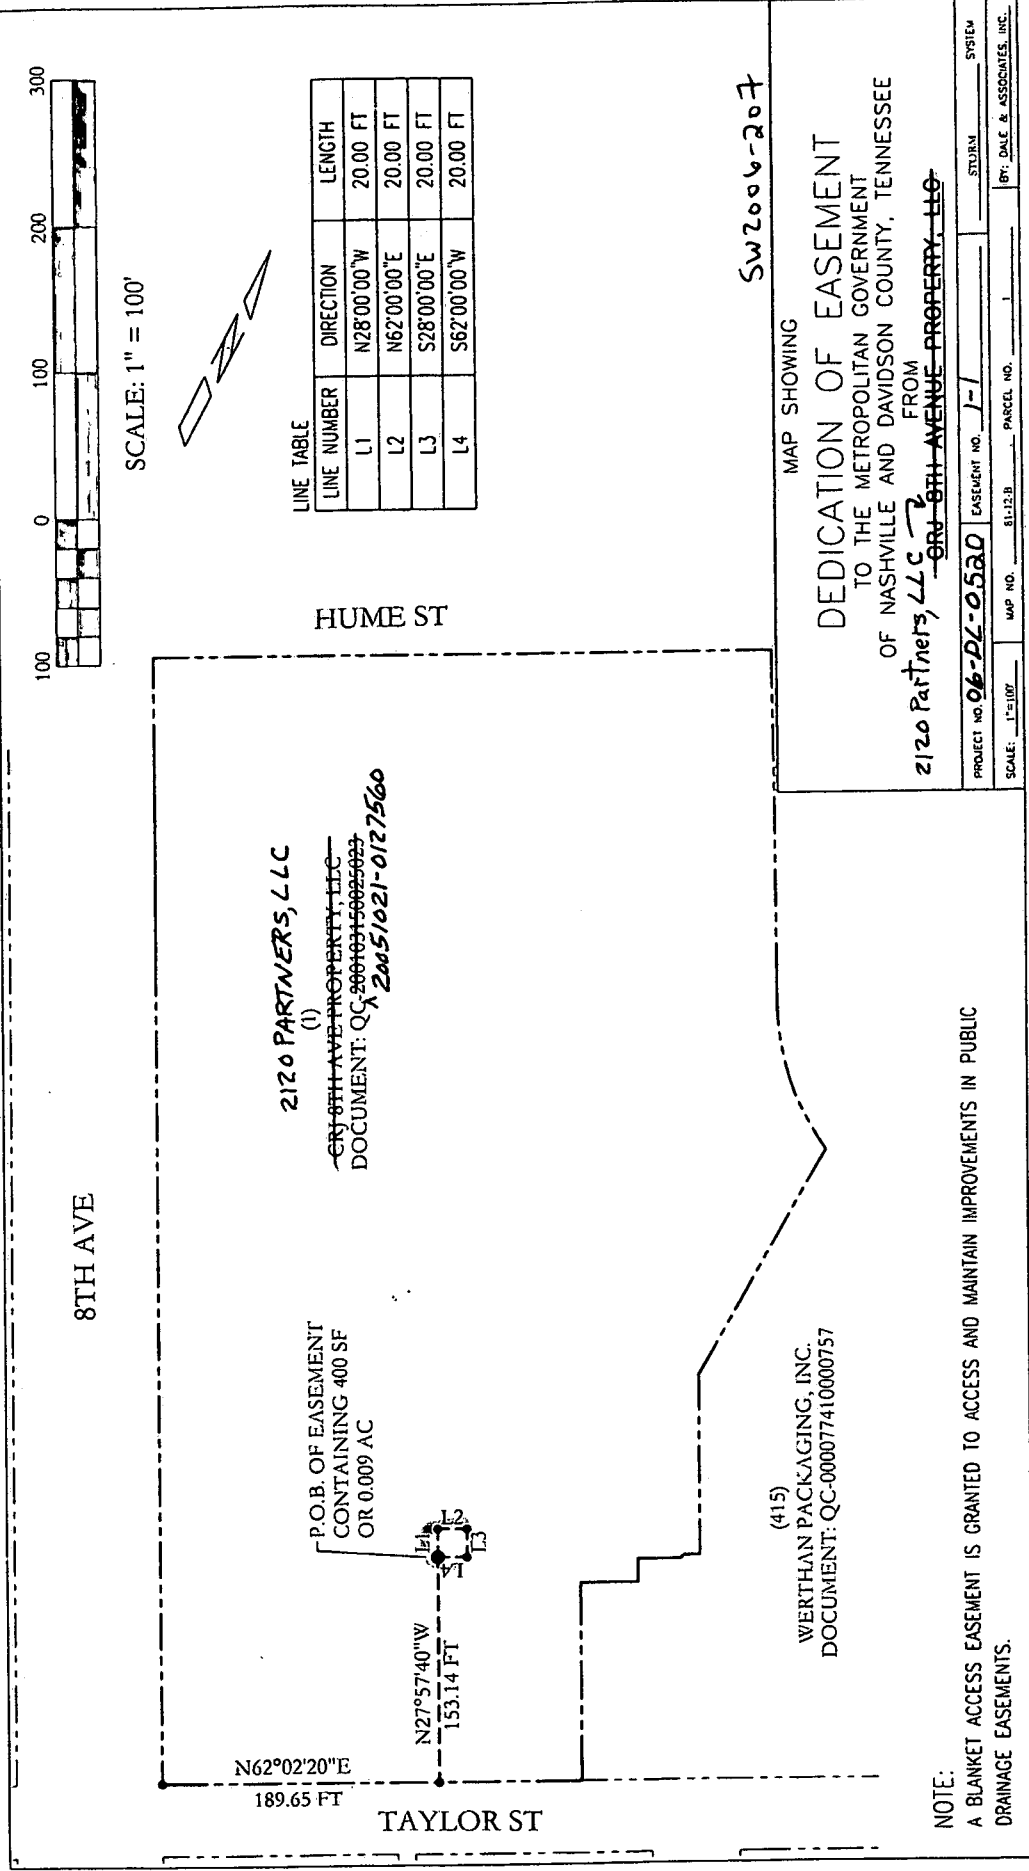 100 0 100 200 300
SCALE: 1" = 100'
N
8TH AVE
HUME ST
TAYLOR ST
LINE TABLE
LINE NUMBER DIRECTION LENGTH
L1 N28°00'00"W 20.00 FT
L2 N62°00'00"E 20.00 FT
L3 S28°00'00"E 20.00 FT
L4 S62°00'00"W 20.00 FT
2120 PARTNERS, LLC
(1)
CRJ 8TH AVE PROPERTY, LLC
DOCUMENT: QC-200103150025023
20051021-0127560
P.O.B. OF EASEMENT
CONTAINING 400 SF
OR 0.009 AC
L1
L2
L3
L4
N27°57'40"W
153.14 FT
N62°02'20"E
189.65 FT
(415)
WERTHAN PACKAGING, INC.
DOCUMENT: QC-000077410000757
NOTE:
A BLANKET ACCESS EASEMENT IS GRANTED TO ACCESS AND MAINTAIN IMPROVEMENTS IN PUBLIC
DRAINAGE EASEMENTS.
SW2006-207
MAP SHOWING
DEDICATION OF EASEMENT
TO THE METROPOLITAN GOVERNMENT
OF NASHVILLE AND DAVIDSON COUNTY, TENNESSEE
FROM
2120 Partners, LLC
CRJ 8TH AVENUE PROPERTY, LLC
PROJECT NO. 06-DL-0520 EASEMENT NO. 1-1 STORM SYSTEM
SCALE: 1"=100' MAP NO. 81-12-B PARCEL NO. 1 BY: DALE & ASSOCIATES, INC.